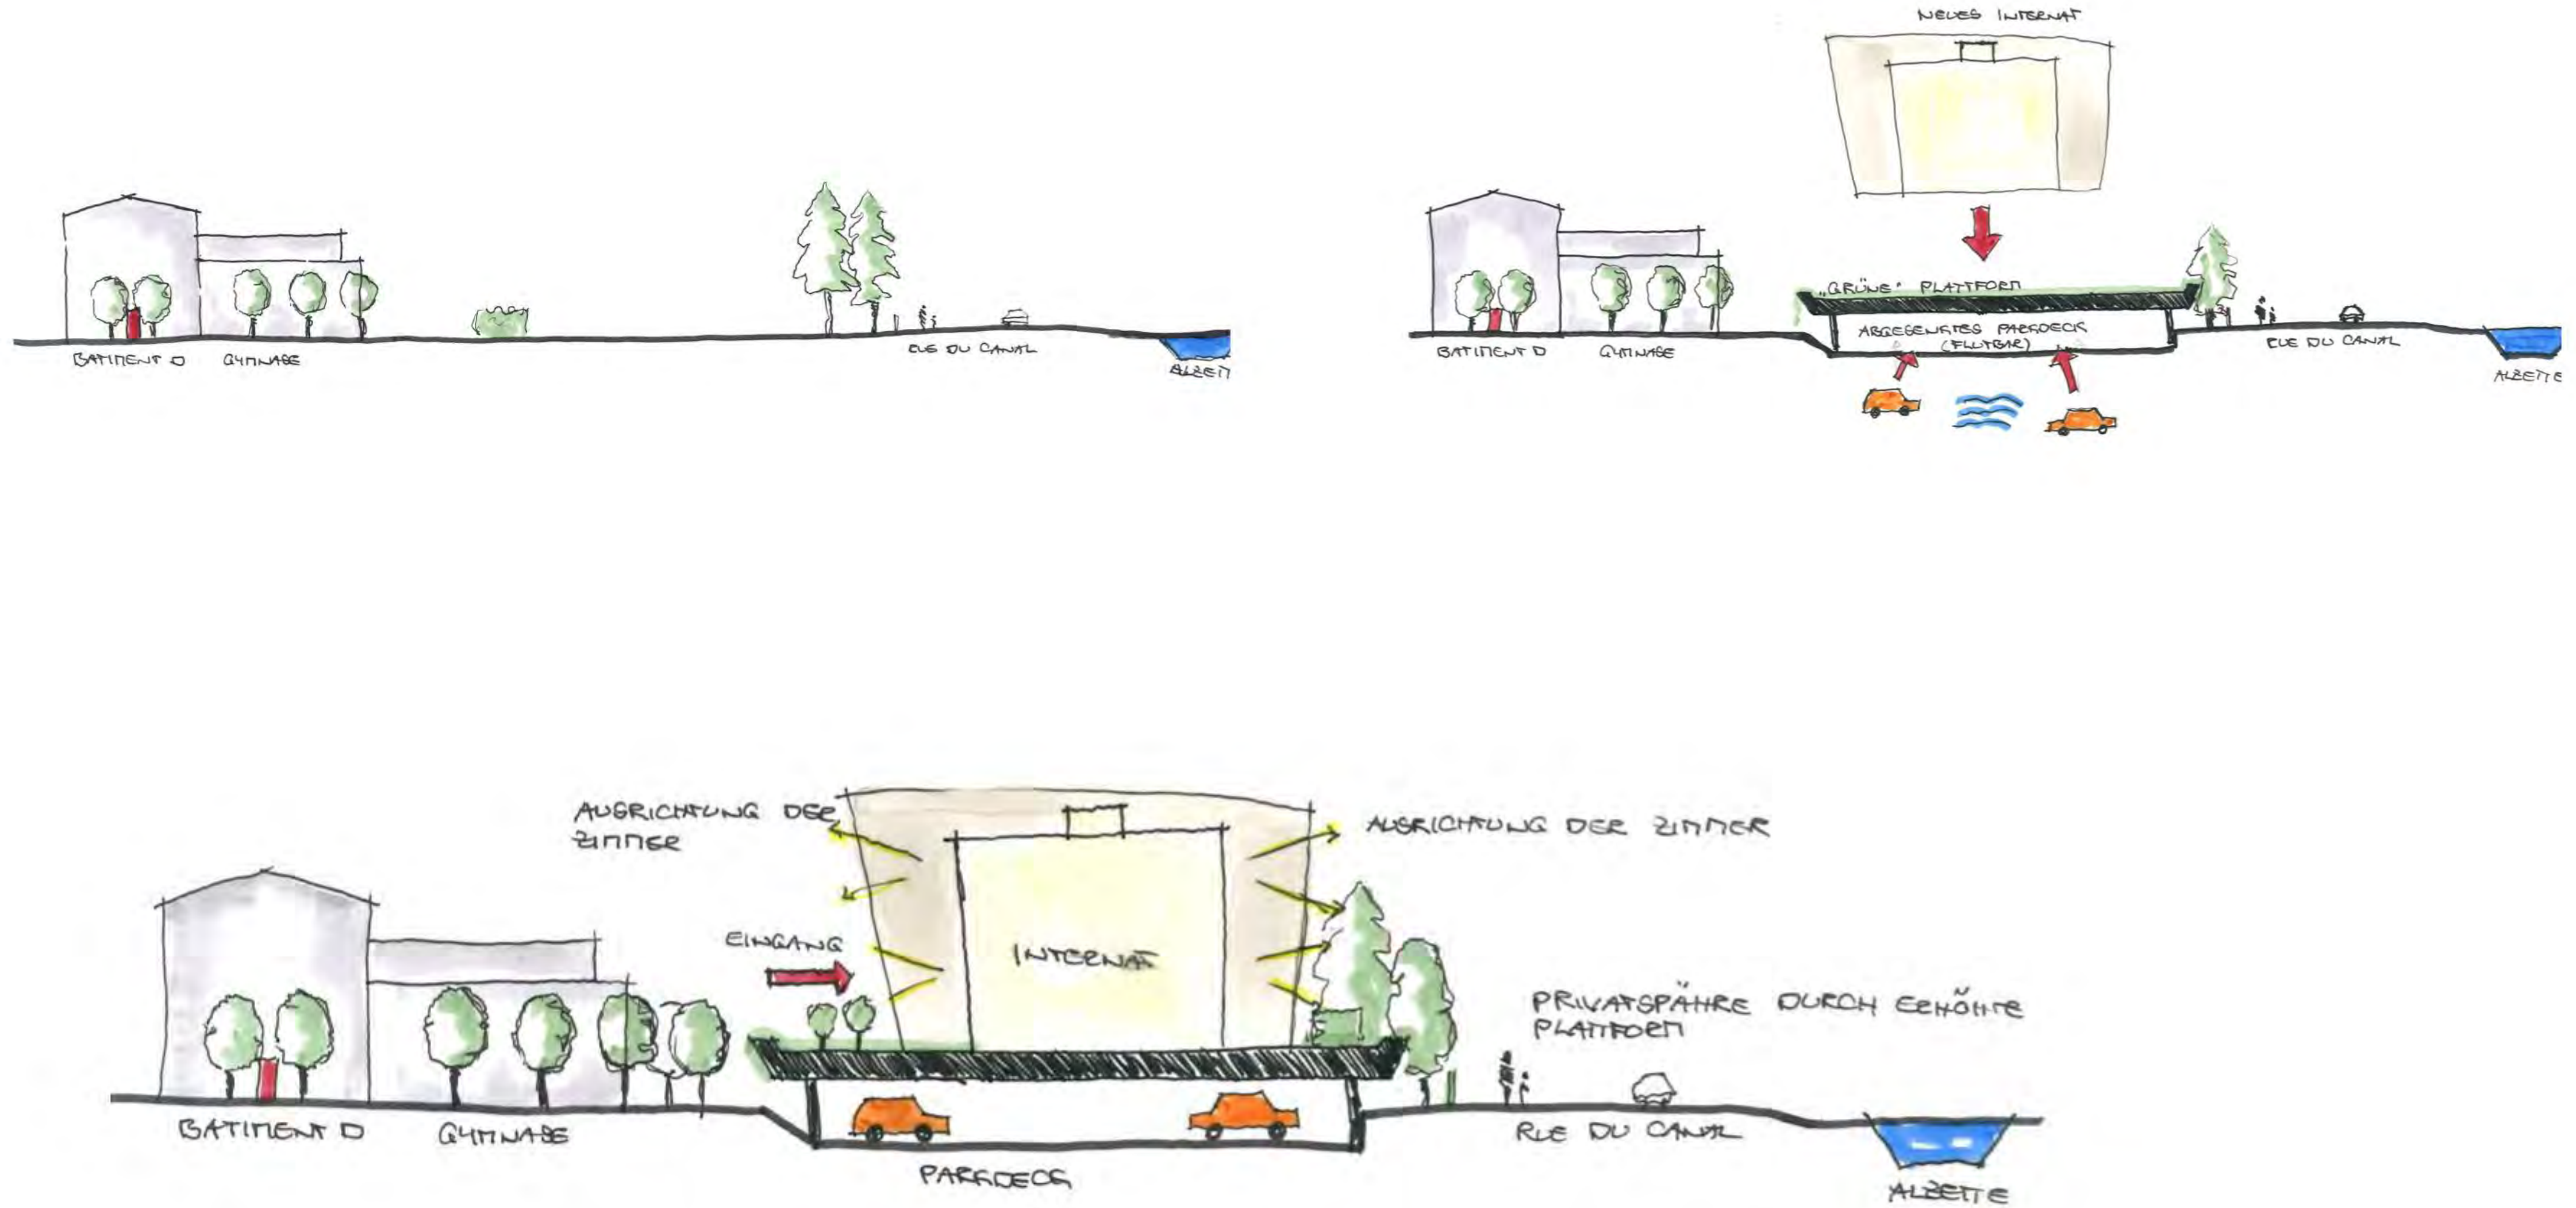 BATIMENT D
GYMNASE
RUE DU CANAL
ALZETT
NEUES INTERNAT
„GRÜNE" PLATTFORM
ABGESENKTES PARKDECK
(FLUTBAR)
BATIMENT D
GYMNASE
RUE DU CANAL
ALZETTE
AUSRICHTUNG DER
ZIMMER
AUSRICHTUNG DER ZIMMER
EINGANG
INTERNAT
PRIVATSPÄHRE DURCH ERHÖHTE
PLATTFORM
BATIMENT D
GYMNASE
PARKDECK
RUE DU CANAL
ALZETTE